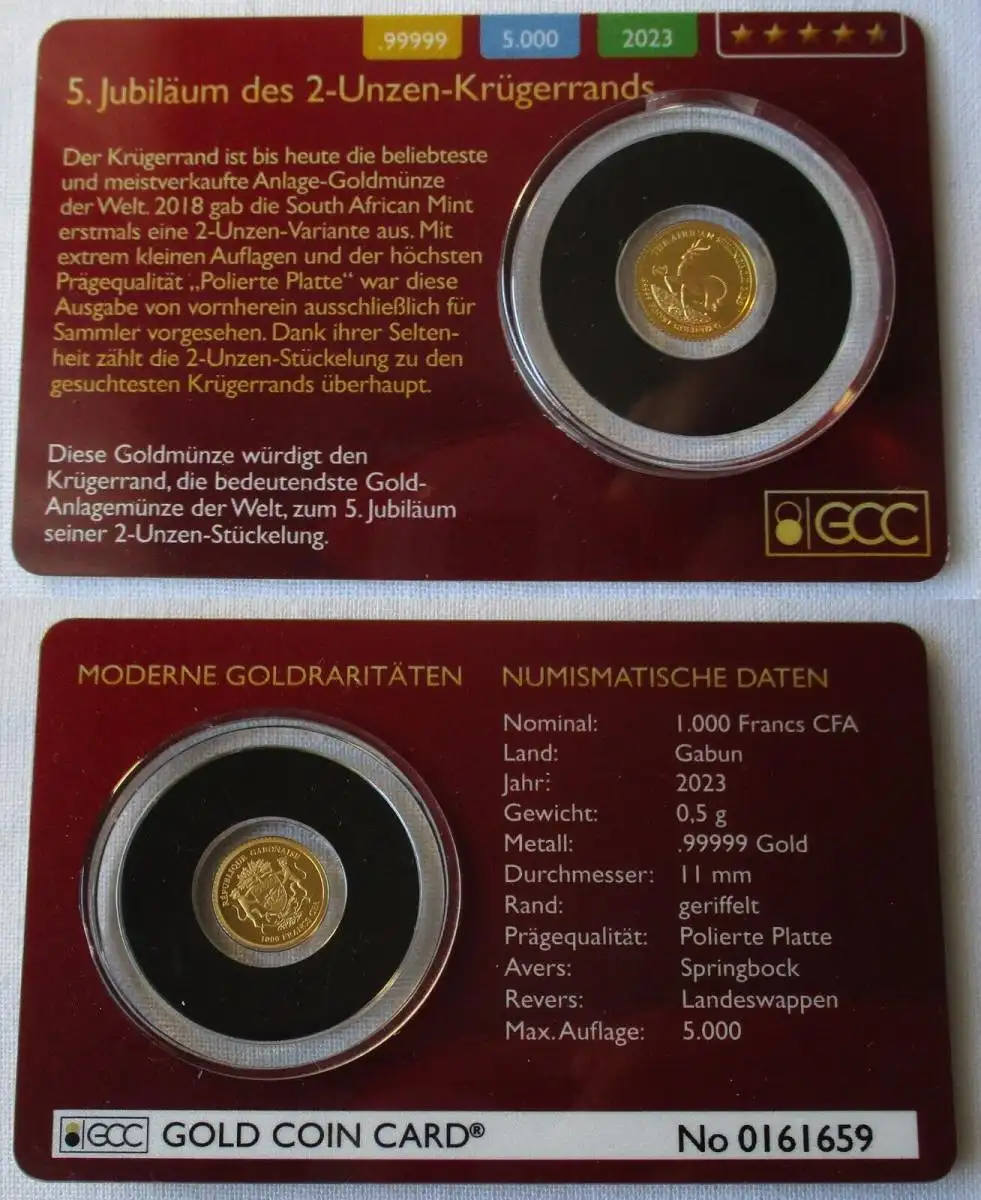 .99999 5.000 2023
5. Jubiläum des 2-Unzen-Krügerrands
Der Krügerrand ist bis heute die beliebteste
und meistverkaufte Anlage-Goldmünze
der Welt. 2018 gab die South African Mint
erstmals eine 2-Unzen-Variante aus. Mit
extrem kleinen Auflagen und der höchsten
Prägequalität „Polierte Platte“ war diese
Ausgabe von vornherein ausschließlich für
Sammler vorgesehen. Dank ihrer Selten-
heit zählt die 2-Unzen-Stückelung zu den
gesuchtesten Krügerrands überhaupt.
Diese Goldmünze würdigt den
Krügerrand, die bedeutendste Gold-
Anlagemünze der Welt, zum 5. Jubiläum
seiner 2-Unzen-Stückelung.
GCC
MODERNE GOLDRARITÄTEN
RÉPUBLIQUE GABONAISE
1000 FRANCS CFA
NUMISMATISCHE DATEN
Nominal: 1.000 Francs CFA
Land: Gabun
Jahr: 2023
Gewicht: 0,5 g
Metall: .99999 Gold
Durchmesser: 11 mm
Rand: geriffelt
Prägequalität: Polierte Platte
Avers: Springbock
Revers: Landeswappen
Max. Auflage: 5.000
GCC GOLD COIN CARD® No 0161659